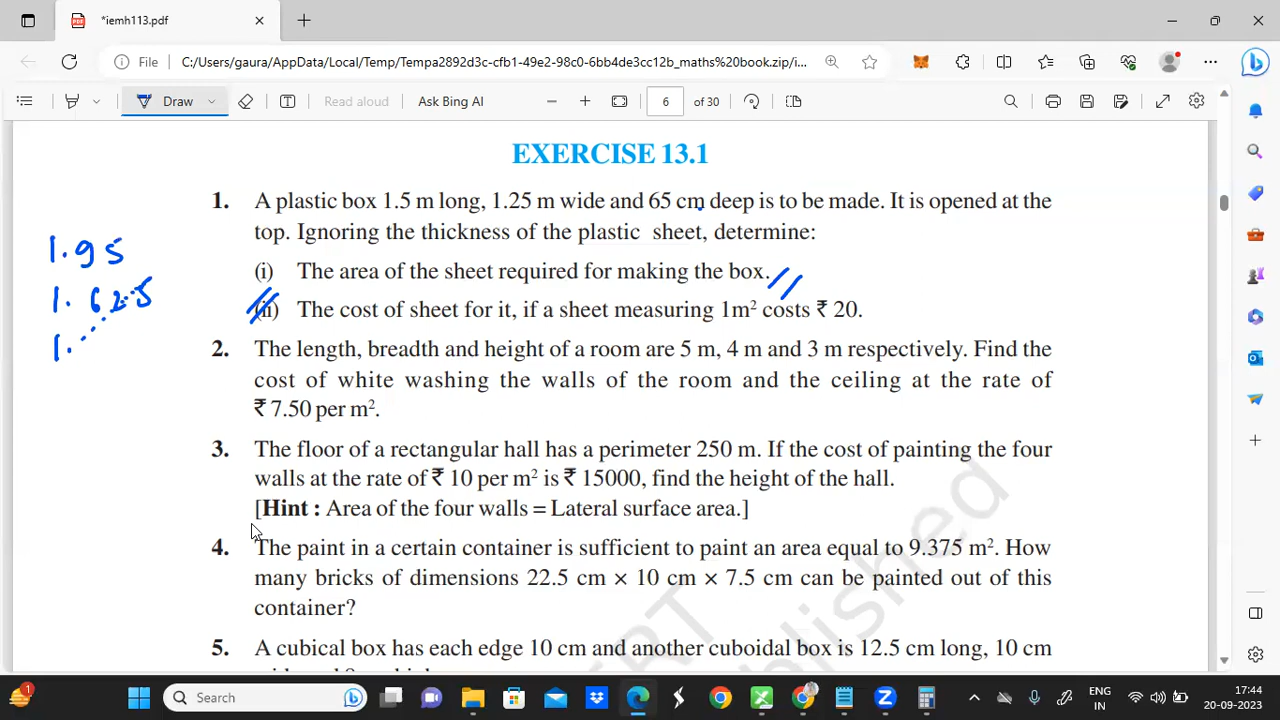 *iemh113.pdf
File
C:/Users/gaura/AppData/Local/Temp/Tempa2892d3c-cfb1-49e2-98c0-6bb4de3cc12b_maths%20book.zip/i...
Draw
Read aloud
Ask Bing AI
6 of 30
EXERCISE 13.1
1. A plastic box 1.5 m long, 1.25 m wide and 65 cm deep is to be made. It is opened at the
top. Ignoring the thickness of the plastic sheet, determine:
1.95
(i) The area of the sheet required for making the box.
1.625
(ii) The cost of sheet for it, if a sheet measuring 1m² costs ₹ 20.
1.
2. The length, breadth and height of a room are 5 m, 4 m and 3 m respectively. Find the
cost of white washing the walls of the room and the ceiling at the rate of
₹ 7.50 per m².
3. The floor of a rectangular hall has a perimeter 250 m. If the cost of painting the four
walls at the rate of ₹ 10 per m² is ₹ 15000, find the height of the hall.
[Hint : Area of the four walls = Lateral surface area.]
4. The paint in a certain container is sufficient to paint an area equal to 9.375 m². How
many bricks of dimensions 22.5 cm × 10 cm × 7.5 cm can be painted out of this
container?
5. A cubical box has each edge 10 cm and another cuboidal box is 12.5 cm long, 10 cm
1
Search
ENG
IN
17:44
20-09-2023